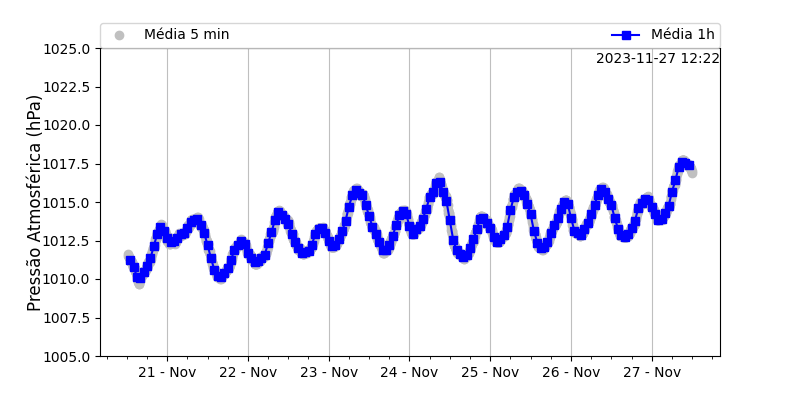 Média 5 min
Média 1h
2023-11-27 12:22
Pressão Atmosférica (hPa)
1025.0
1022.5
1020.0
1017.5
1015.0
1012.5
1010.0
1007.5
1005.0
21 - Nov
22 - Nov
23 - Nov
24 - Nov
25 - Nov
26 - Nov
27 - Nov